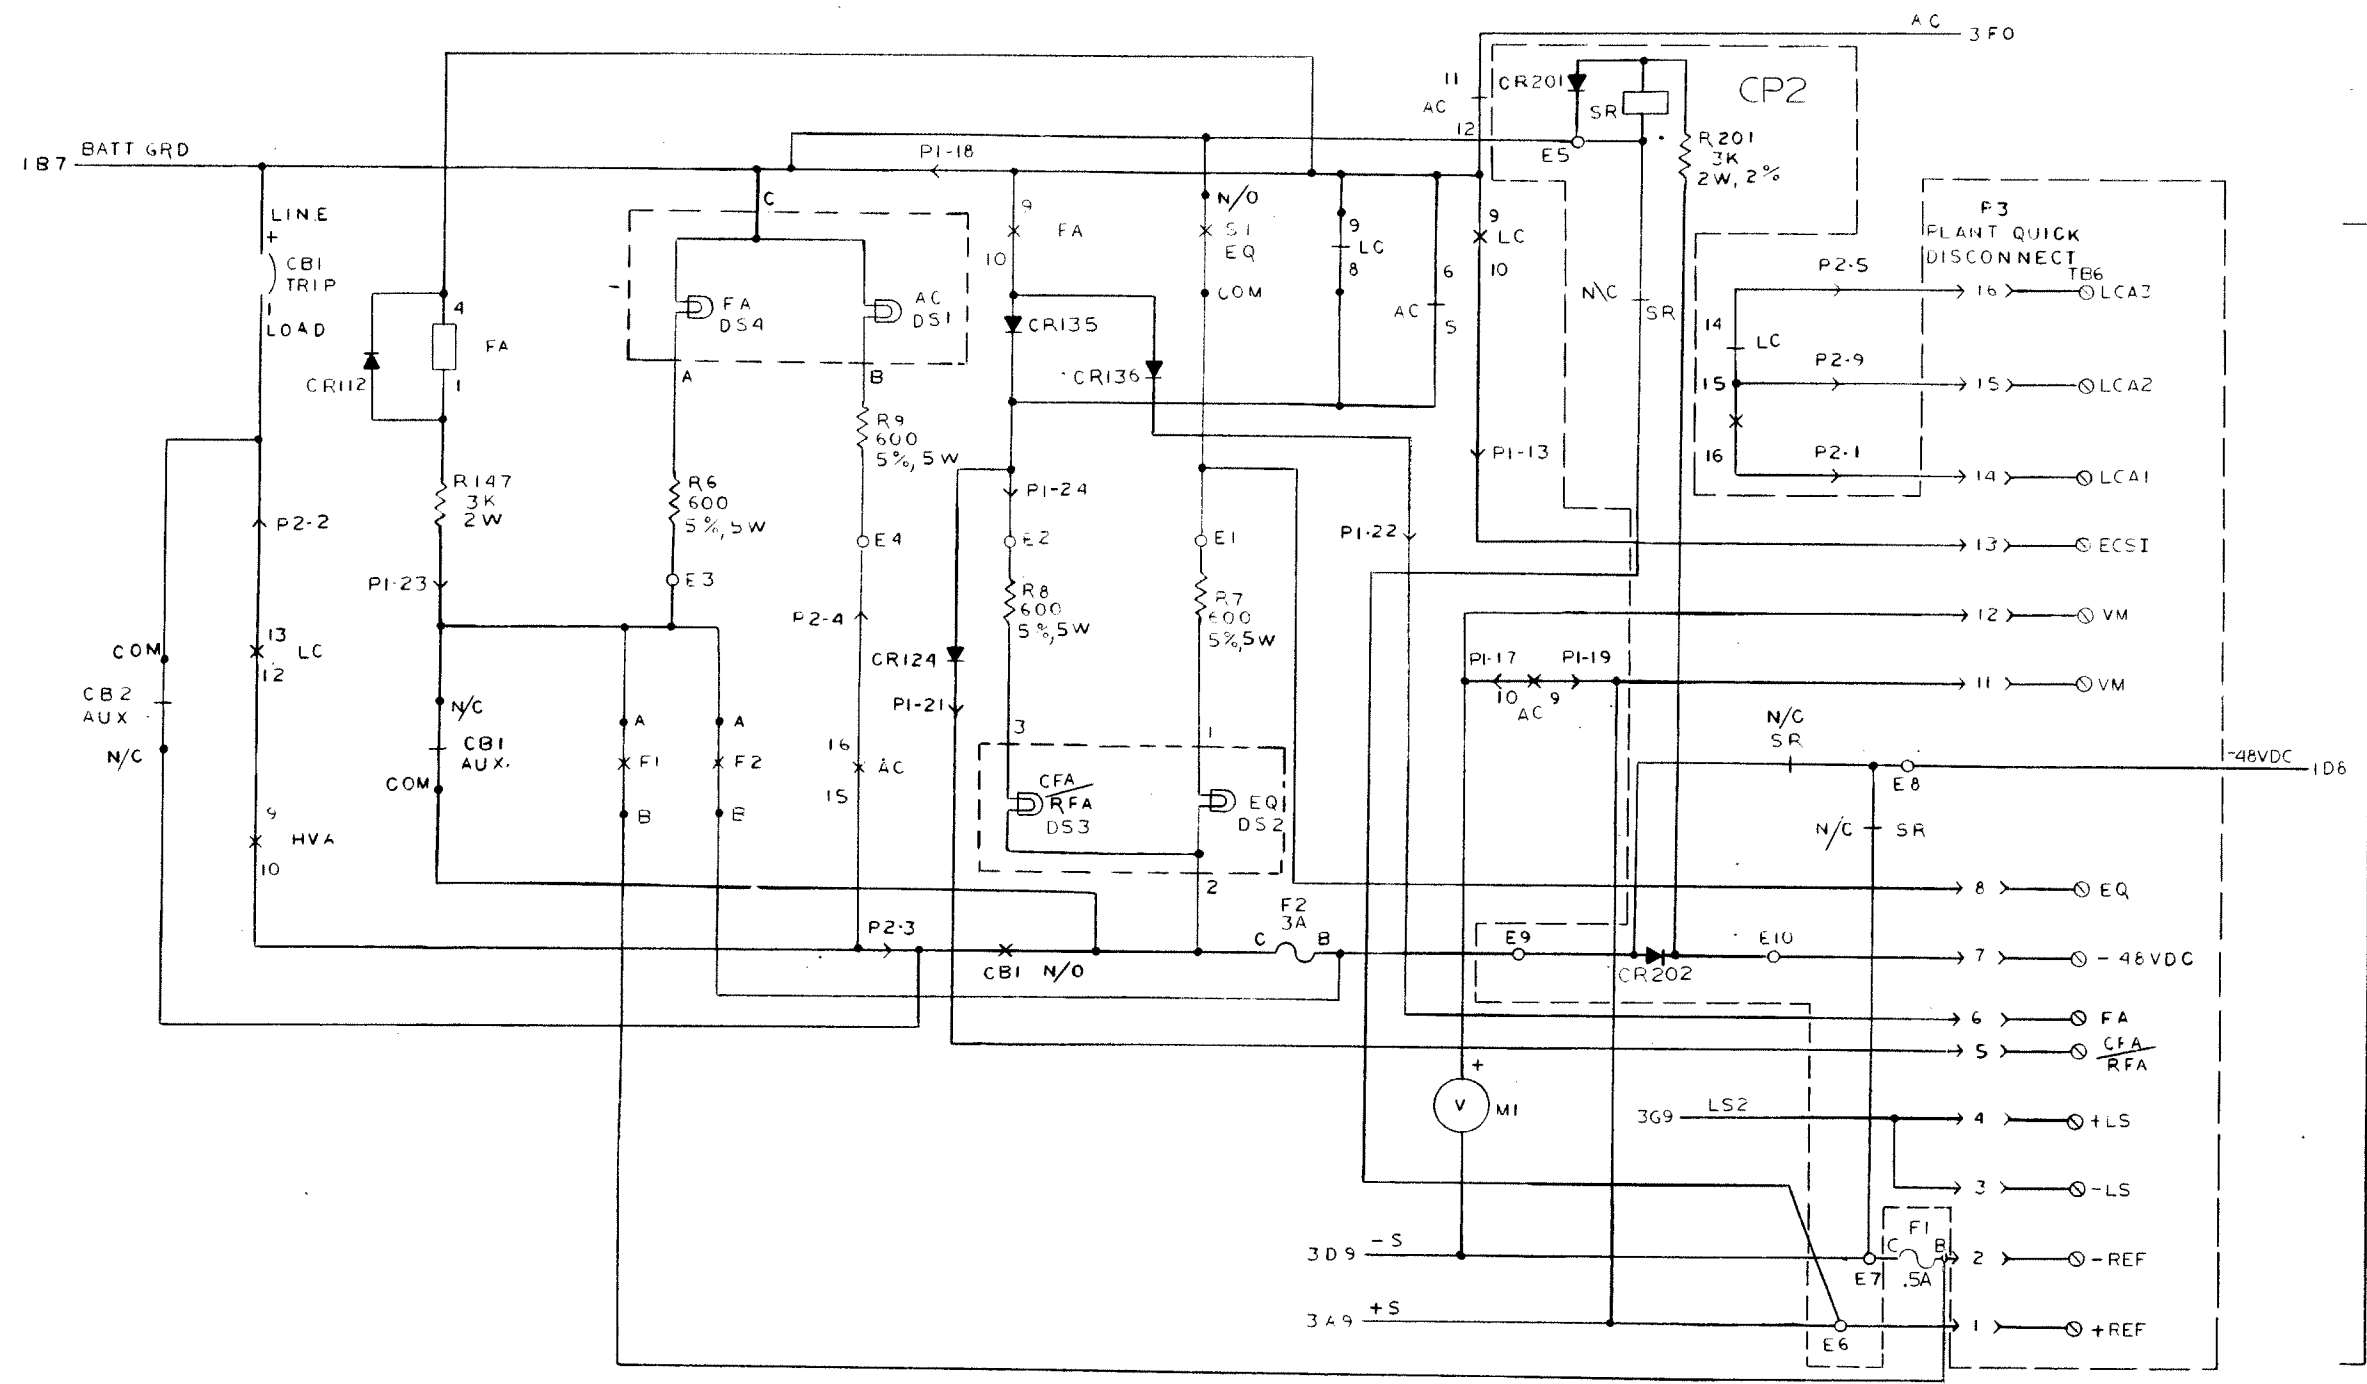 AC
3F0
11
AC
12
CR201
SR
CP2
E5
R201
3K
2W, 2%
1B7
BATT GRD
P1-18
LINE
+
CB1
TRIP
LOAD
C
9
FA
10
N/O
S1
EQ
COM
9
LC
8
6
AC
5
9
LC
10
N\C
SR
P3
PLANT QUICK
DISCONNECT
TB6
P2-5
16
LCA3
14
LC
P2-9
15
15
LCA2
16
P2-1
14
LCA1
4
FA
1
CR112
FA
DS4
AC
DS1
A
B
CR135
CR136
R9
600
5%, 5W
R147
3K
2W
R6
600
5%, 5W
P2-2
P1-23
E3
E4
P1-24
E2
E1
P1-13
P1-22
13
ECSI
R8
600
5%, 5W
R7
600
5%, 5W
P2-4
CR124
P1-21
12
VM
P1-17
P1-19
10
9
AC
11
VM
COM
CB2
AUX
N/C
13
LC
12
N/C
CB1
AUX.
COM
A
F1
B
A
F2
B
16
AC
15
3
1
CFA/RFA
DS3
EQ
DS2
2
N/C
SR
-48VDC
1D8
E8
N/C
SR
9
HVA
10
8
EQ
P2-3
CB1
N/O
F2
3A
C
B
E9
CR202
E10
7
-48VDC
6
FA
5
CFA/RFA
+
V
M1
3G9
LS2
4
+LS
3
-LS
3D9
-S
E7
F1
C
B
.5A
2
-REF
3A9
+S
E6
1
+REF